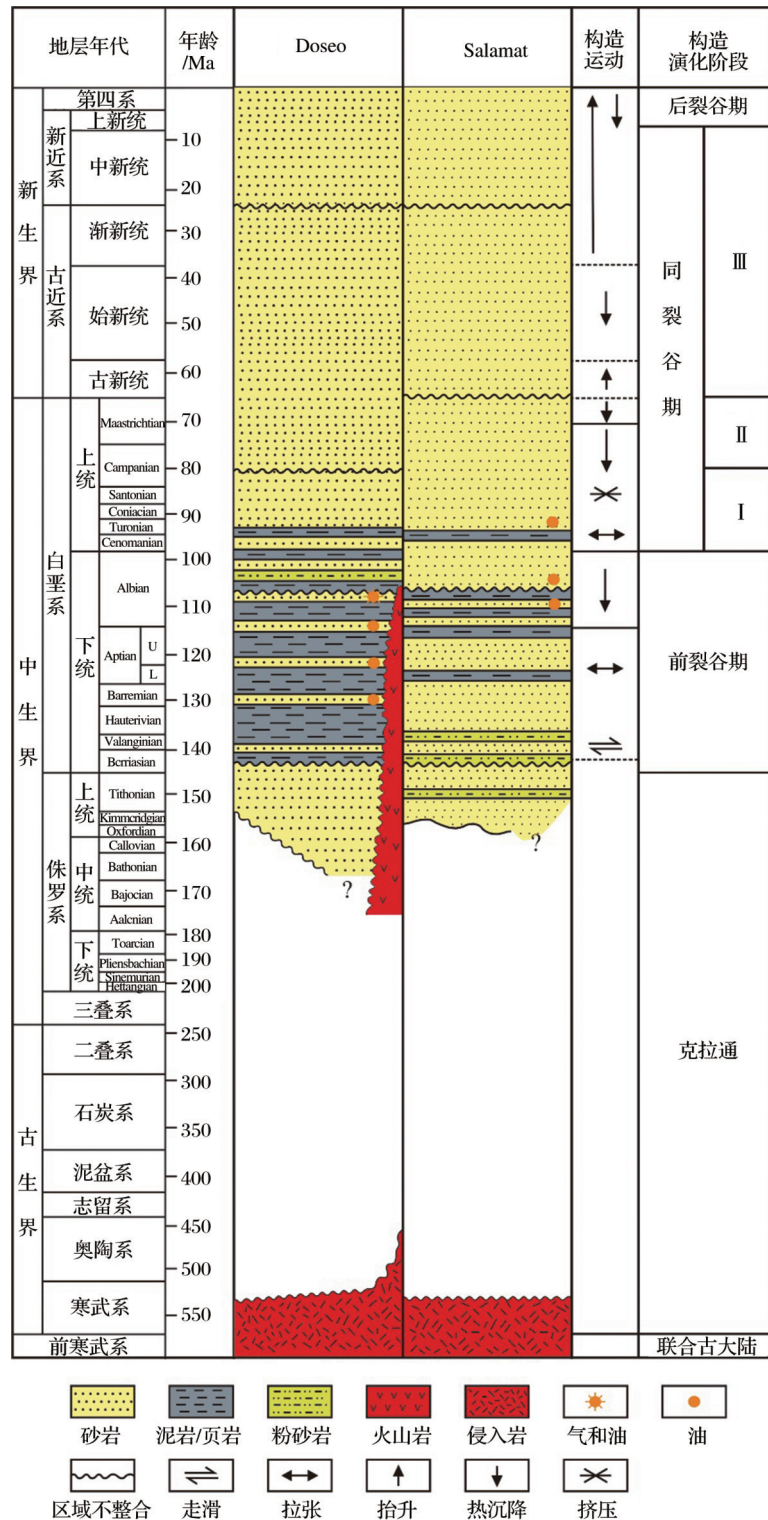 地层年代
年龄
/Ma
Doseo
Salamat
构造
运动
构造
演化阶段
新生界
中生界
古生界
新近系
古近系
白垩系
侏罗系
上统
下统
上统
中统
下统
第四系
上新统
中新统
渐新统
始新统
古新统
Maastrichtian
Campanian
Santonian
Coniacian
Turonian
Cenomanian
Albian
Aptian
U
L
Barremian
Hauterivian
Valanginian
Bcrriasian
Tithonian
Kimmcridgian
Oxfordian
Callovian
Bathonian
Bajocian
Aalcnian
Toarcian
Pliensbachian
Sinemurian
Hettangian
三叠系
二叠系
石炭系
泥盆系
志留系
奥陶系
寒武系
前寒武系
10
20
30
40
50
60
70
80
90
100
110
120
130
140
150
160
170
180
190
200
250
300
350
400
450
500
550
?
?
后裂谷期
同裂谷期
III
II
I
前裂谷期
克拉通
联合古大陆
砂岩
泥岩/页岩
粉砂岩
火山岩
侵入岩
气和油
油
区域不整合
走滑
拉张
抬升
热沉降
挤压